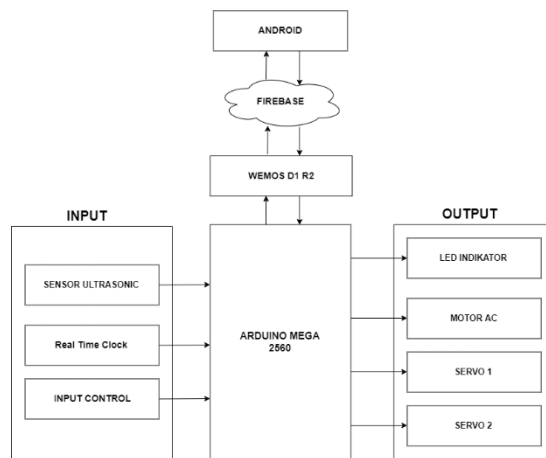 ANDROID
FIREBASE
WEMOS D1 R2
INPUT
OUTPUT
SENSOR ULTRASONIC
Real Time Clock
INPUT CONTROL
ARDUINO MEGA
2560
LED INDIKATOR
MOTOR AC
SERVO 1
SERVO 2